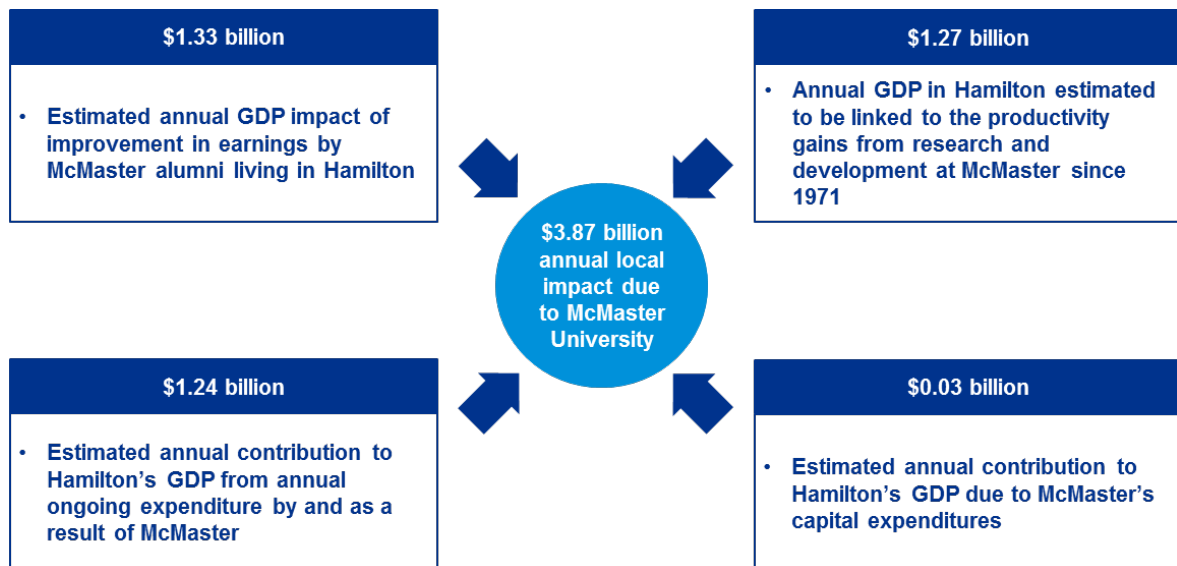 $1.33 billion
• Estimated annual GDP impact of
improvement in earnings by
McMaster alumni living in Hamilton
$1.27 billion
• Annual GDP in Hamilton estimated
to be linked to the productivity
gains from research and
development at McMaster since
1971
$3.87 billion
annual local
impact due
to McMaster
University
$1.24 billion
• Estimated annual contribution to
Hamilton’s GDP from annual
ongoing expenditure by and as a
result of McMaster
$0.03 billion
• Estimated annual contribution to
Hamilton’s GDP due to McMaster’s
capital expenditures